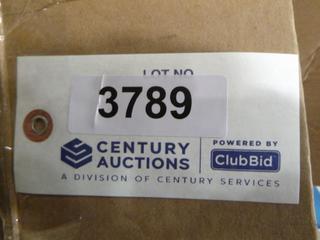 LOT NO
3789
CENTURY
AUCTIONS
POWERED BY
ClubBid
A DIVISION OF CENTURY SERVICES